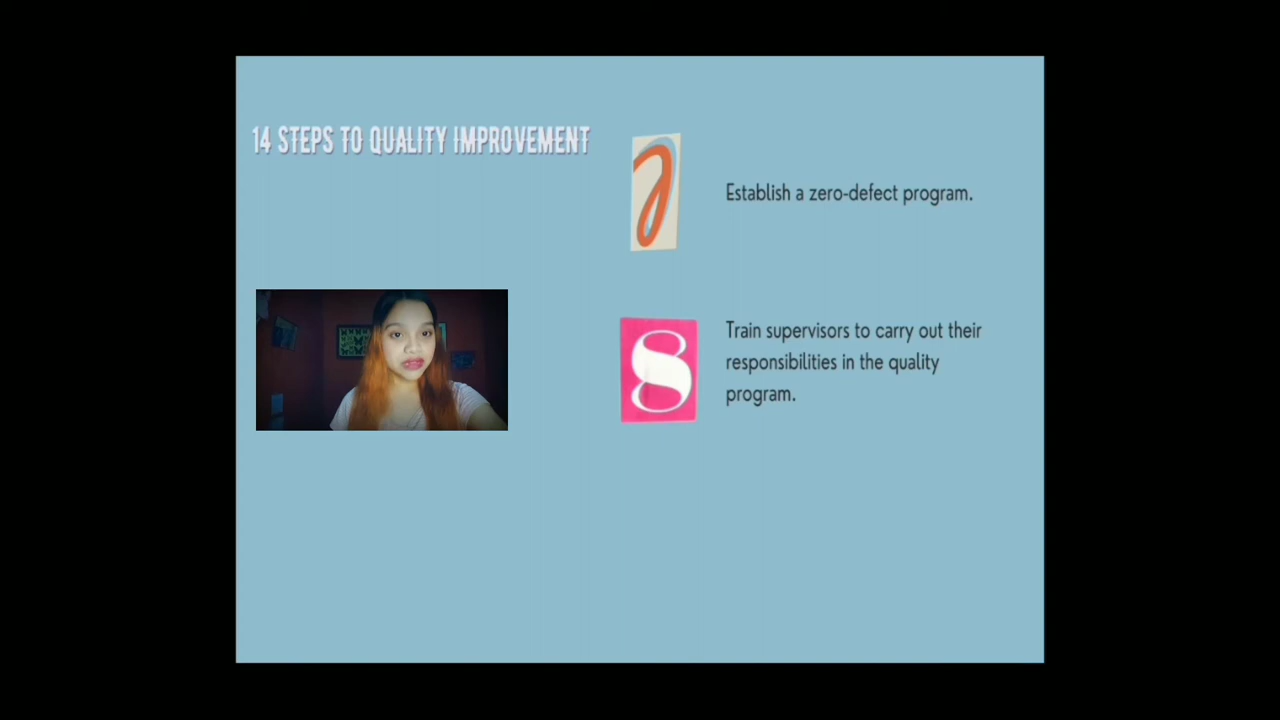 14 STEPS TO QUALITY IMPROVEMENT
7
Establish a zero-defect program.
8
Train supervisors to carry out their
responsibilities in the quality
program.